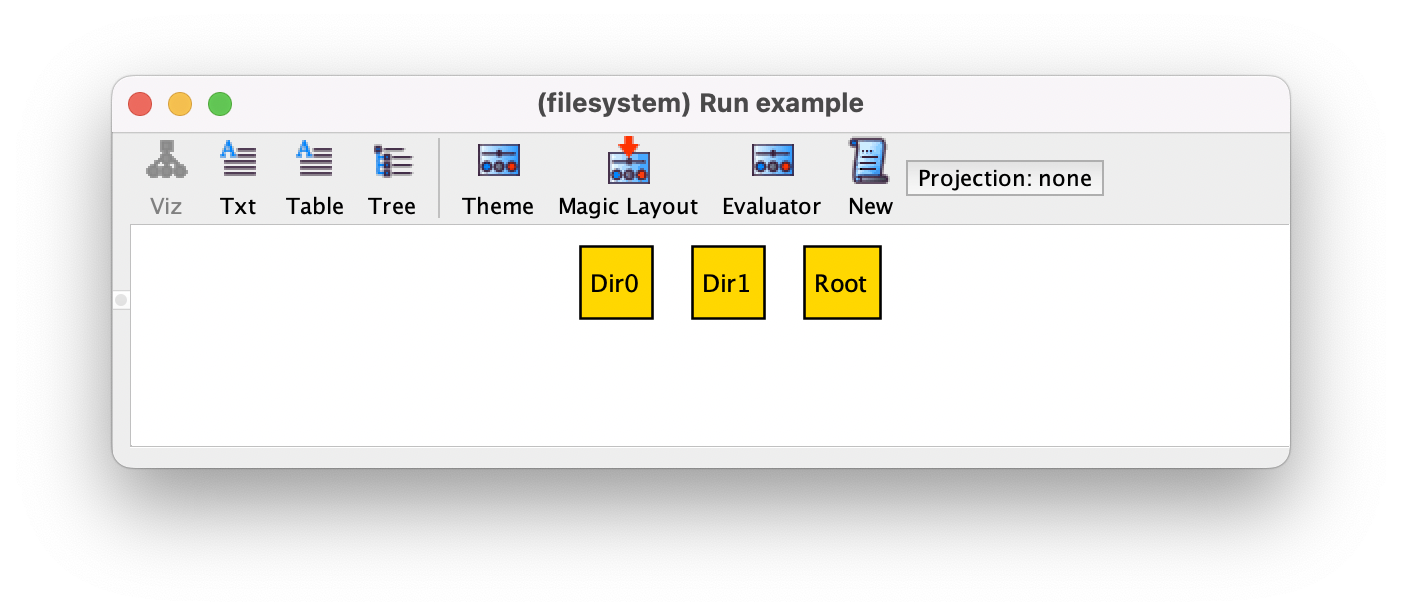 (filesystem) Run example
Viz Txt Table Tree Theme Magic Layout Evaluator New Projection: none
Dir0 Dir1 Root